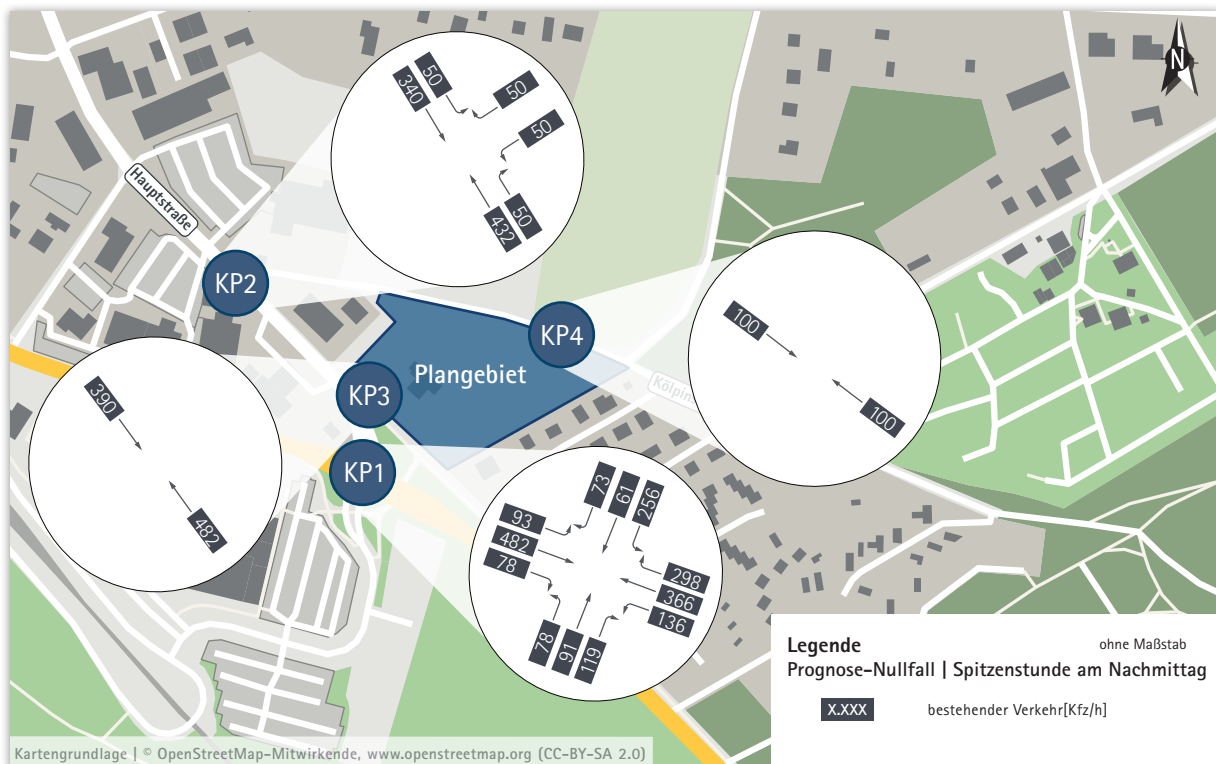 N
340
50
50
50
432
50
Hauptstraße
KP2
KP4
100
100
Plangebiet
KP3
Kölpins
390
482
KP1
73
61
256
93
482
78
298
366
136
78
91
119
Legende
ohne Maßstab
Prognose-Nullfall | Spitzenstunde am Nachmittag
X.XXX bestehender Verkehr[Kfz/h]
Kartengrundlage | © OpenStreetMap-Mitwirkende, www.openstreetmap.org (CC-BY-SA 2.0)